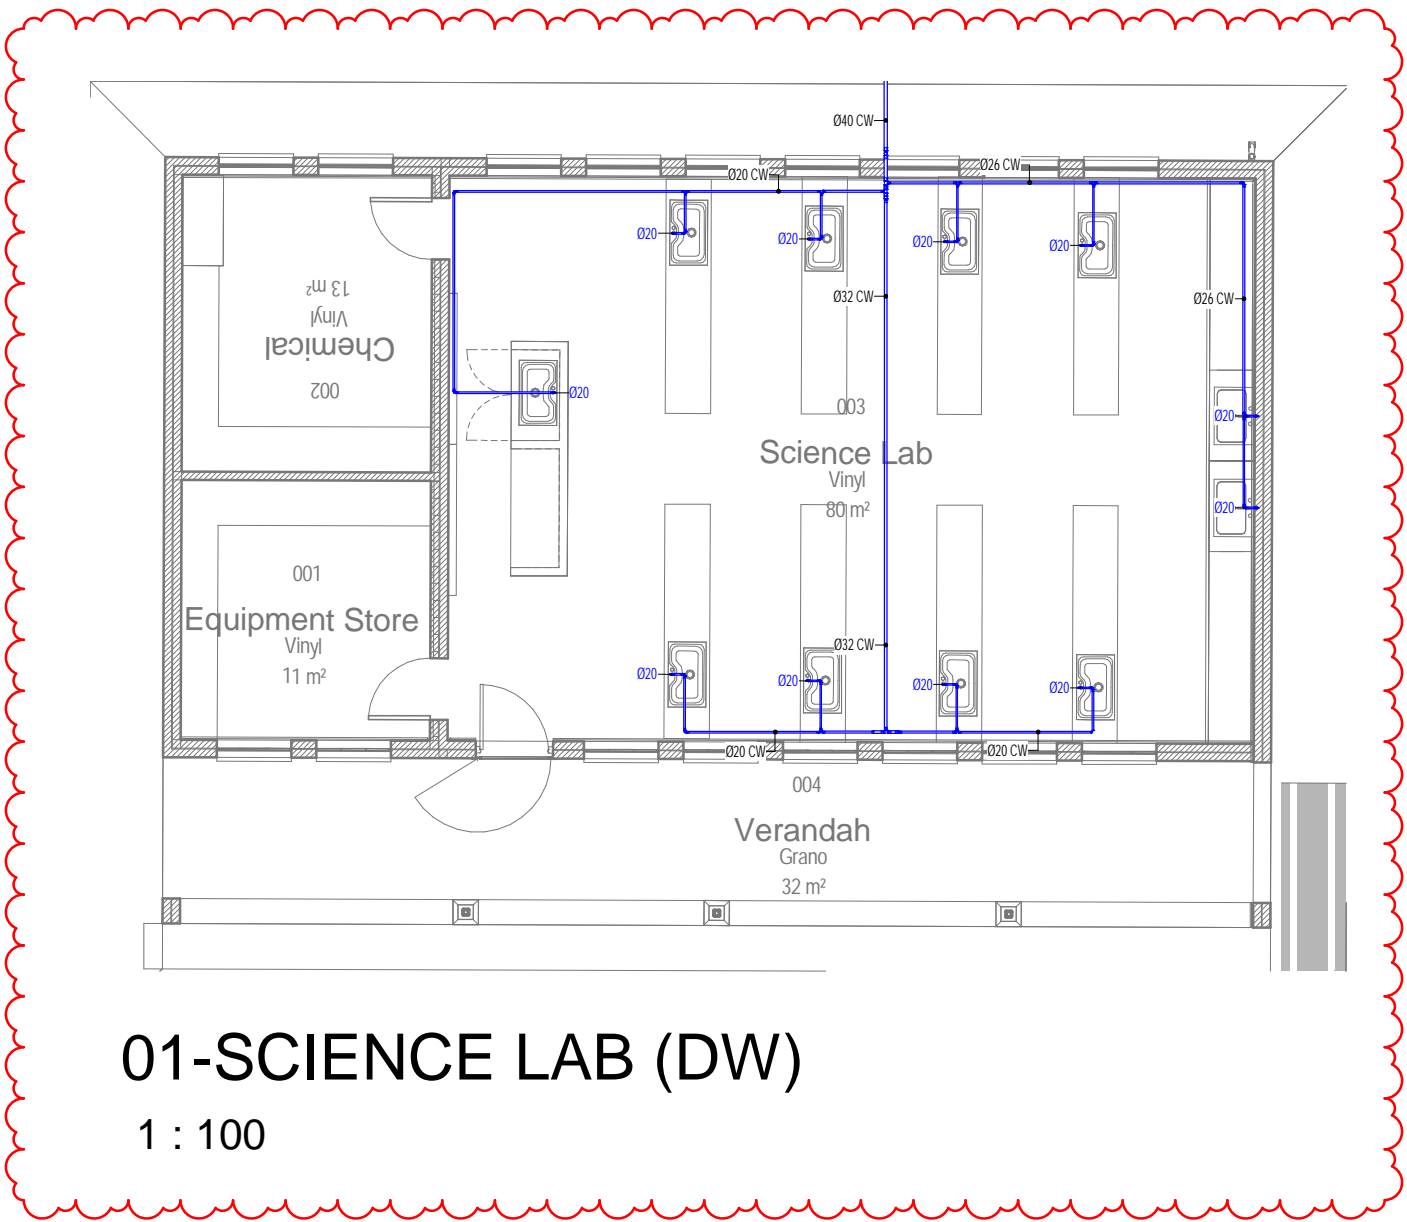 Ø40 CW
Ø20 CW
Ø26 CW
Ø20
Ø20
Ø20
Ø20
Ø32 CW
Ø26 CW
13 m²
Vinyl
Chemical
002
Ø20
003
Science Lab
Vinyl
80 m²
Ø20
Ø20
001
Equipment Store
Vinyl
11 m²
Ø32 CW
Ø20
Ø20
Ø20
Ø20
Ø20 CW
Ø20 CW
004
Verandah
Grano
32 m²
01-SCIENCE LAB (DW)
1 : 100